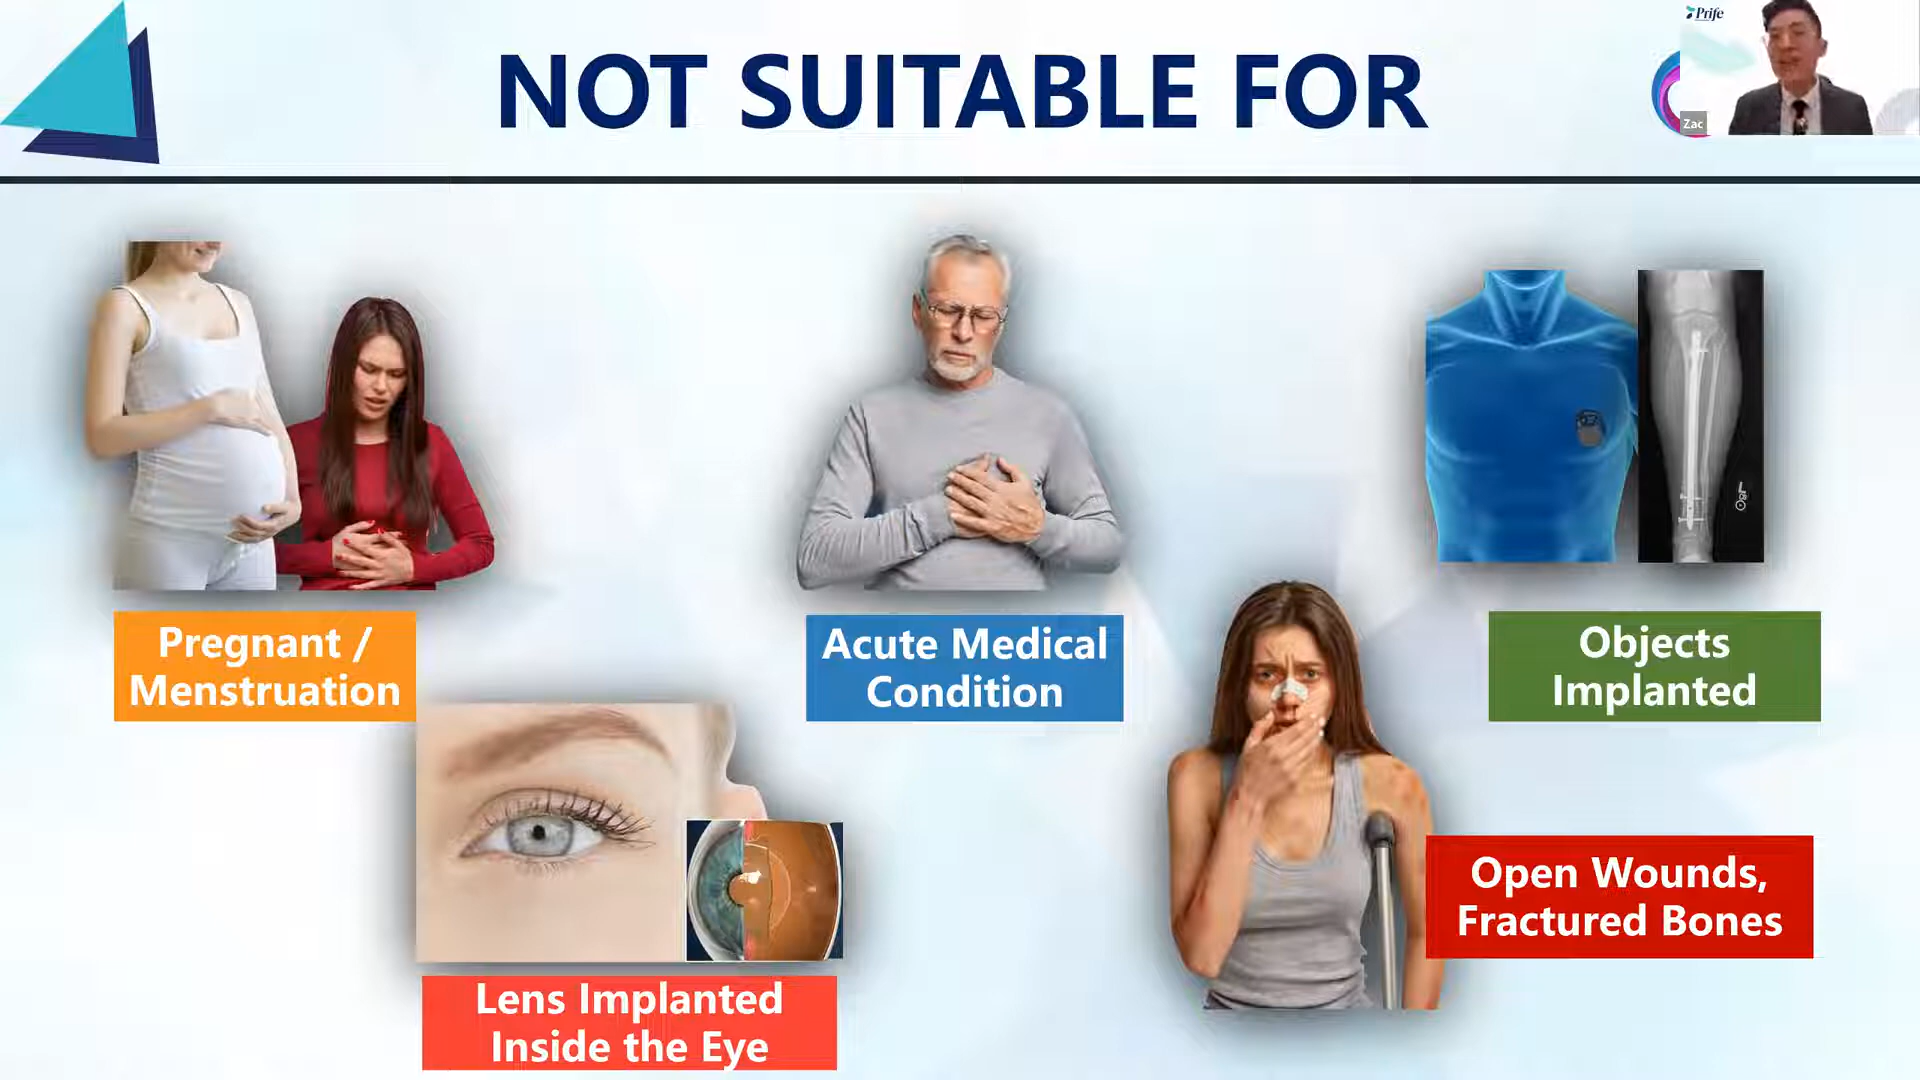 NOT SUITABLE FOR
Prife
Zac
Pregnant /
Menstruation
Acute Medical
Condition
Objects
Implanted
Lens Implanted
Inside the Eye
Open Wounds,
Fractured Bones